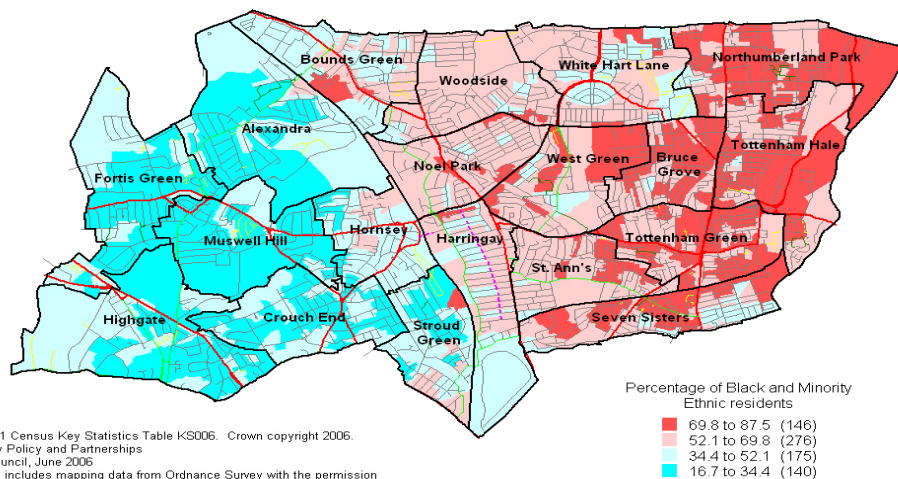 Bounds Green
White Hart Lane
Northumberland Park
Woodside
Alexandra
Tottenham Hale
Noel Park
West Green
Bruce
Grove
Fortis Green
Muswell Hill
Hornsey
Harringay
Tottenham Green
St. Ann's
Highgate
Crouch End
Stroud
Green
Seven Sisters
Percentage of Black and Minority
Ethnic residents
69.8 to 87.5 (146)
52.1 to 69.8 (276)
34.4 to 52.1 (175)
16.7 to 34.4 (140)
1 Census Key Statistics Table KS006. Crown copyright 2006.
Policy and Partnerships
uncil, June 2006
includes mapping data from Ordnance Survey with the permission